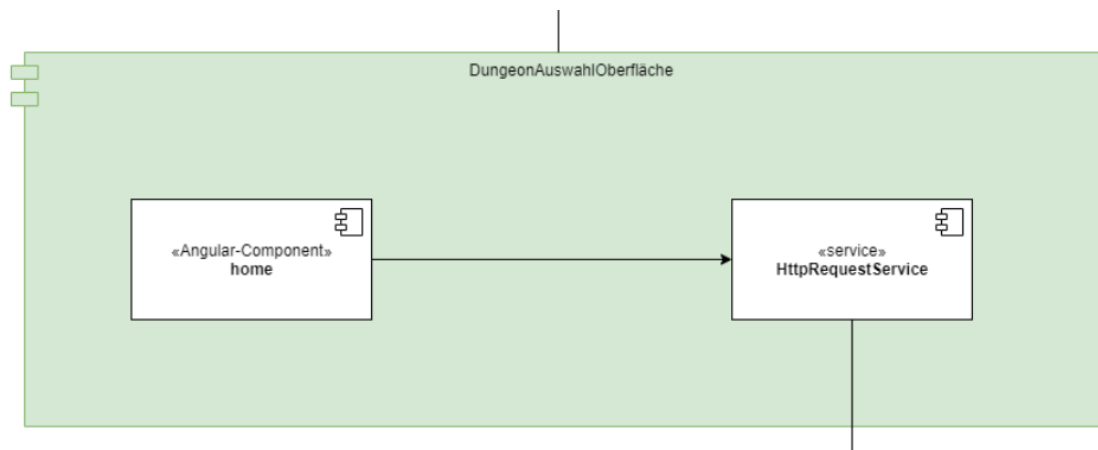 DungeonAuswahlOberfläche
«Angular-Component»
home
«service»
HttpRequestService